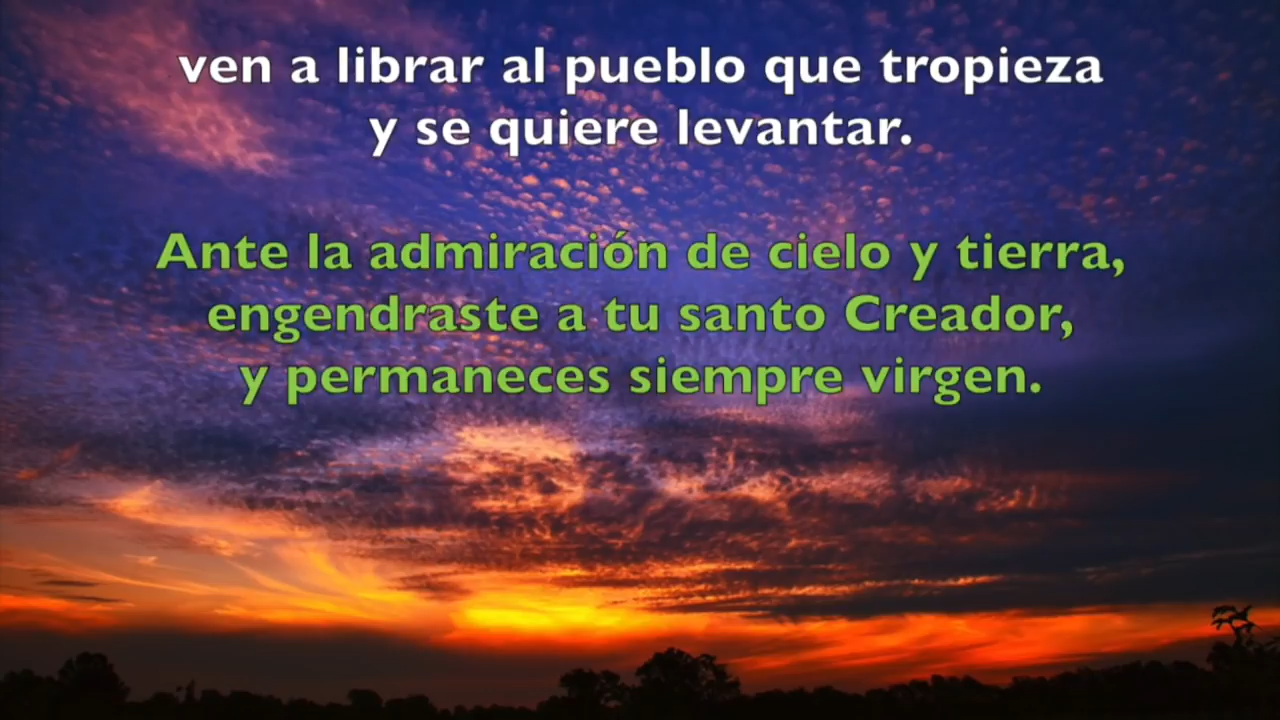 ven a librar al pueblo que tropieza
y se quiere levantar.
Ante la admiración de cielo y tierra,
engendraste a tu santo Creador,
y permaneces siempre virgen.